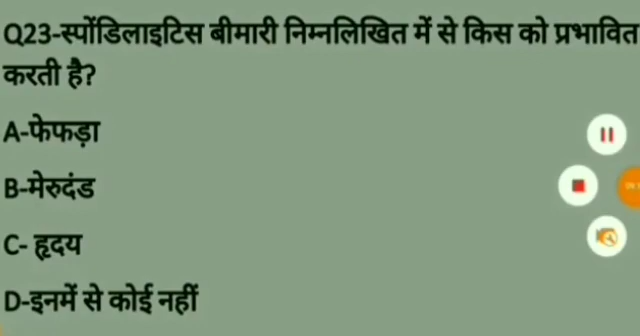 Q23-स्पोंडिलाइटिस बीमारी निम्नलिखित में से किस को प्रभावित
करती है?
A-फेफड़ा
B-मेरुदंड
C- हृदय
D-इनमें से कोई नहीं